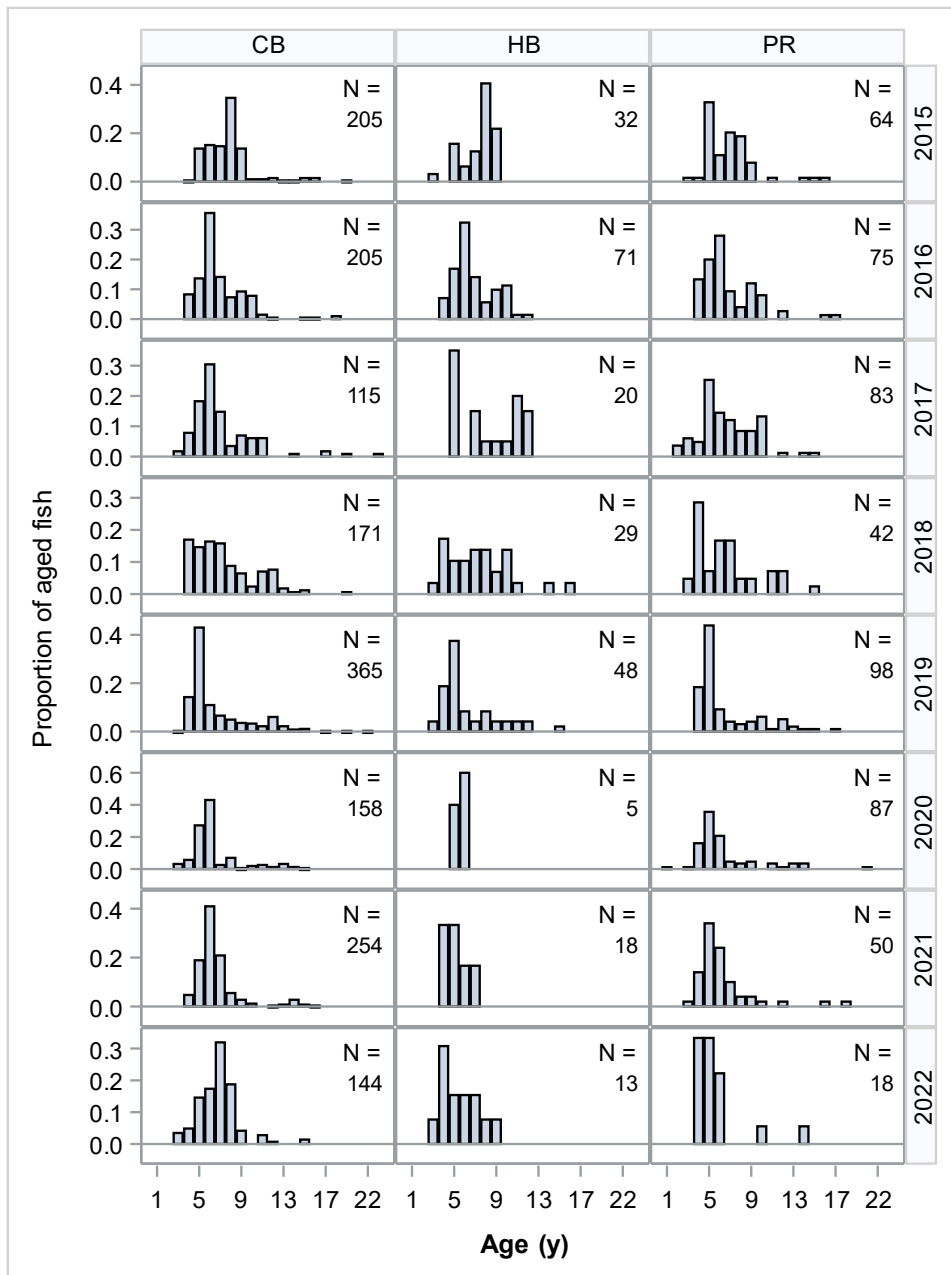 CB HB PR
0.4 N = N = N =
0.2 205 32 64 2015
0.0
0.3 N = N = N =
0.2 205 71 75 2016
0.1
0.0
0.3 N = N = N =
0.2 115 20 83 2017
0.1
0.0
0.3 N = N = N =
0.2 171 29 42 2018
0.1
0.0
0.4 N = N = N =
0.2 365 48 98 2019
0.0
0.6 N = N = N =
0.4 158 5 87 2020
0.2
0.0
0.4 N = N = N =
0.2 254 18 50 2021
0.0
0.3 N = N = N =
0.2 144 13 18 2022
0.1
0.0
1 5 9 13 17 22 1 5 9 13 17 22 1 5 9 13 17 22
Proportion of aged fish
Age (y)